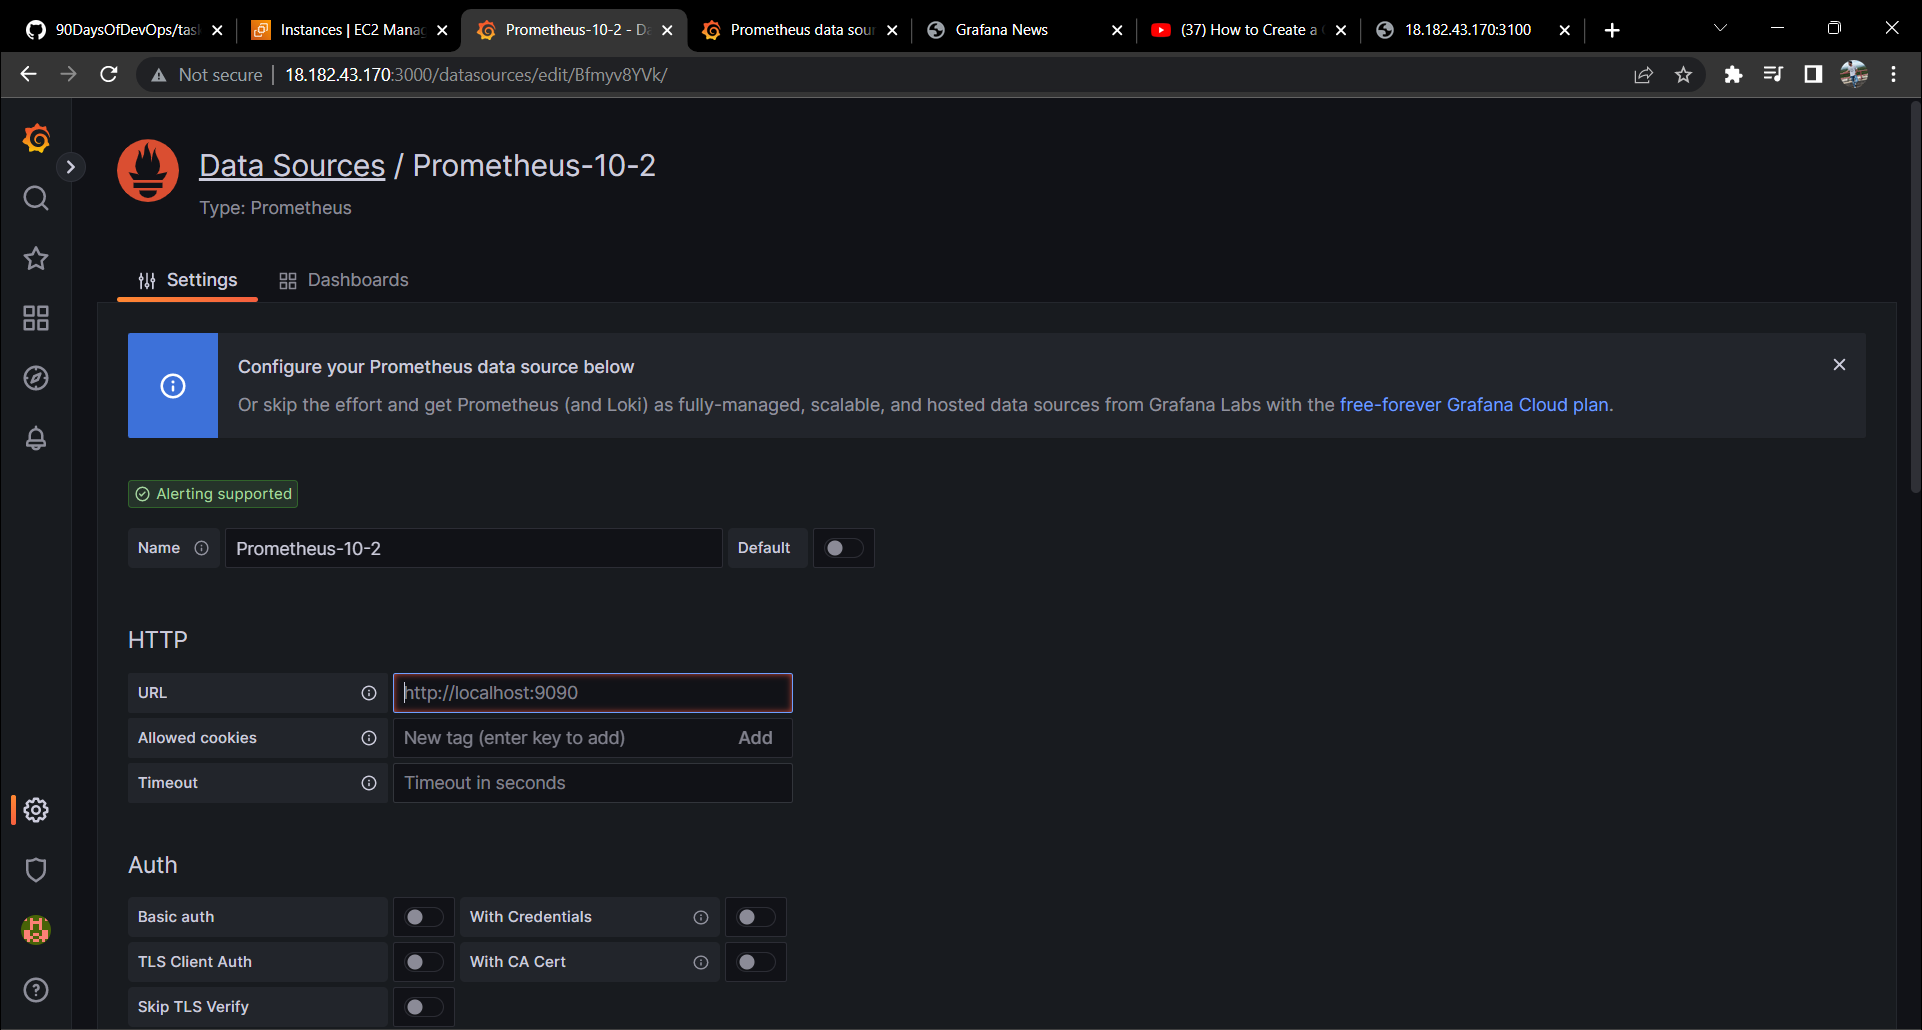 90DaysOfDevOps/tas
Instances | EC2 Manag
Prometheus-10-2 - Da
Prometheus data sour
Grafana News
(37) How to Create a
18.182.43.170:3100
Not secure | 18.182.43.170:3000/datasources/edit/Bfmyv8YVk/
Data Sources / Prometheus-10-2
Type: Prometheus
Settings
Dashboards
Configure your Prometheus data source below
Or skip the effort and get Prometheus (and Loki) as fully-managed, scalable, and hosted data sources from Grafana Labs with the free-forever Grafana Cloud plan.
Alerting supported
Name
Prometheus-10-2
Default
HTTP
URL
http://localhost:9090
Allowed cookies
New tag (enter key to add)
Add
Timeout
Timeout in seconds
Auth
Basic auth
With Credentials
TLS Client Auth
With CA Cert
Skip TLS Verify